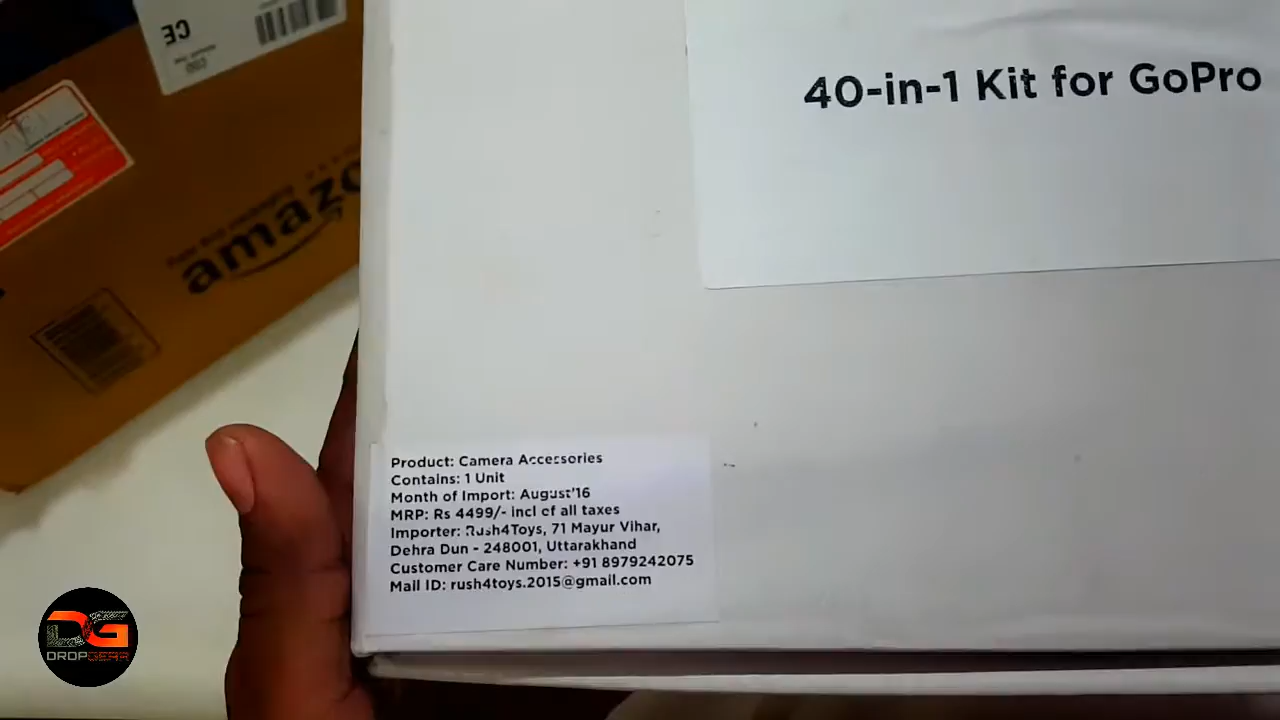 40-in-1 Kit for GoPro
CE
amazo
Product: Camera Accessories
Contains: 1 Unit
Month of Import: August'16
MRP: Rs 4499/- incl of all taxes
Importer: Rush4Toys, 71 Mayur Vihar,
Dehra Dun - 248001, Uttarakhand
Customer Care Number: +91 8979242075
Mail ID: rush4toys.2015@gmail.com
DG
DROPGEAR